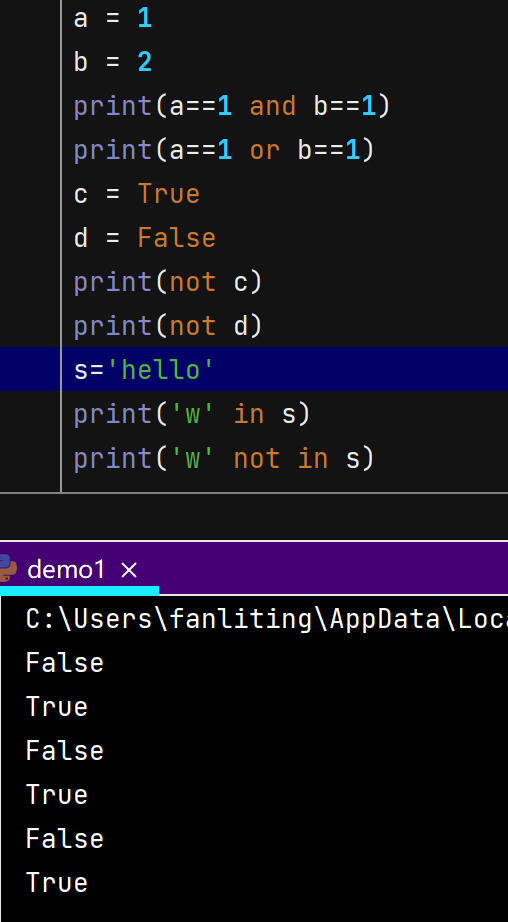 a = 1
b = 2
print(a==1 and b==1)
print(a==1 or b==1)
c = True
d = False
print(not c)
print(not d)
s='hello'
print('w' in s)
print('w' not in s)
demo1 ×
C:\Users\fanliting\AppData\Loca
False
True
False
True
False
True